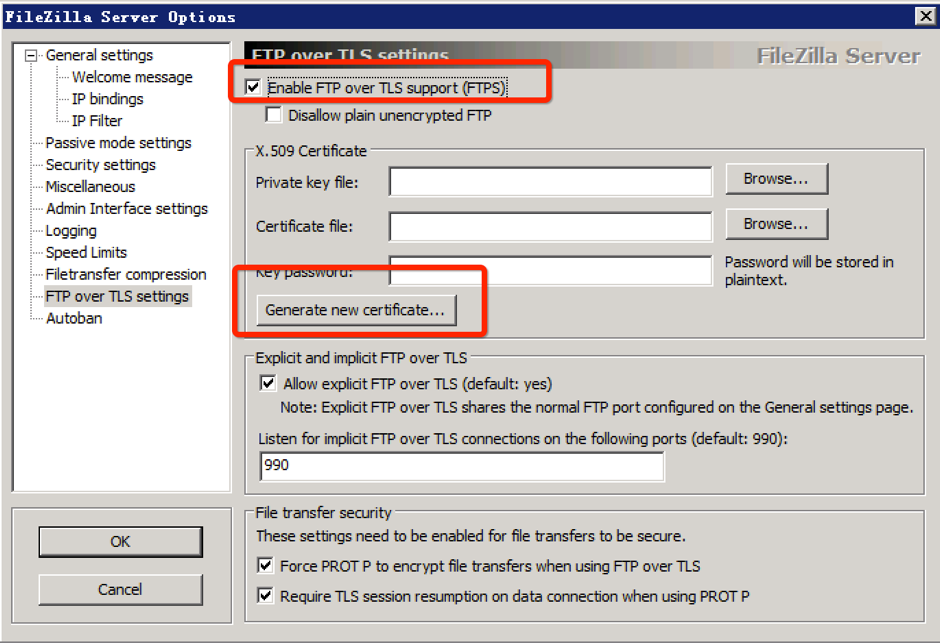 FileZilla Server Options
General settings
Welcome message
IP bindings
IP Filter
Passive mode settings
Security settings
Miscellaneous
Admin Interface settings
Logging
Speed Limits
Filetransfer compression
FTP over TLS settings
Autoban
OK
Cancel
FTP over TLS settings
FileZilla Server
Enable FTP over TLS support (FTPS)
Disallow plain unencrypted FTP
X.509 Certificate
Private key file:
Browse...
Certificate file:
Browse...
Key password:
Password will be stored in
plaintext.
Generate new certificate...
Explicit and implicit FTP over TLS
Allow explicit FTP over TLS (default: yes)
Note: Explicit FTP over TLS shares the normal FTP port configured on the General settings page.
Listen for implicit FTP over TLS connections on the following ports (default: 990):
990
File transfer security
These settings need to be enabled for file transfers to be secure.
Force PROT P to encrypt file transfers when using FTP over TLS
Require TLS session resumption on data connection when using PROT P